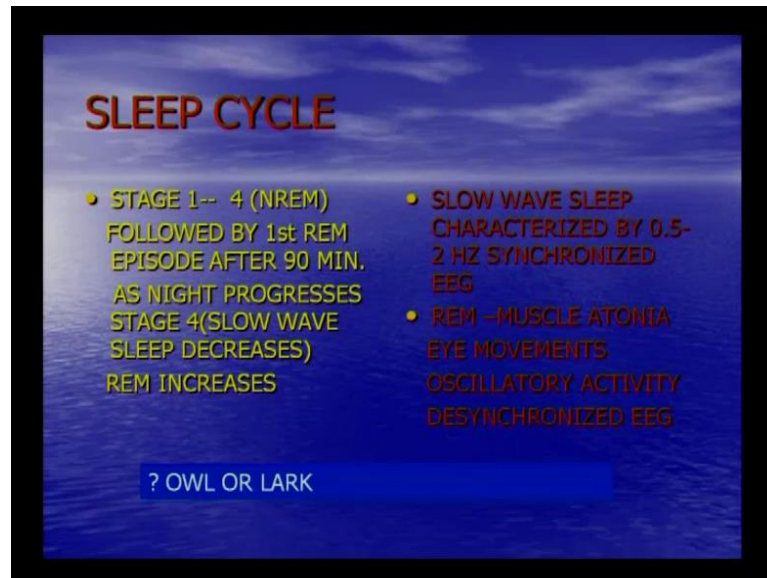 SLEEP CYCLE
• STAGE 1-- 4 (NREM)
FOLLOWED BY 1st REM
EPISODE AFTER 90 MIN.
AS NIGHT PROGRESSES
STAGE 4(SLOW WAVE
SLEEP DECREASES)
REM INCREASES
• SLOW WAVE SLEEP
CHARACTERIZED BY 0.5-
2 HZ SYNCHRONIZED
EEG
• REM –MUSCLE ATONIA
EYE MOVEMENTS
OSCILLATORY ACTIVITY
DESYNCHRONIZED EEG
? OWL OR LARK